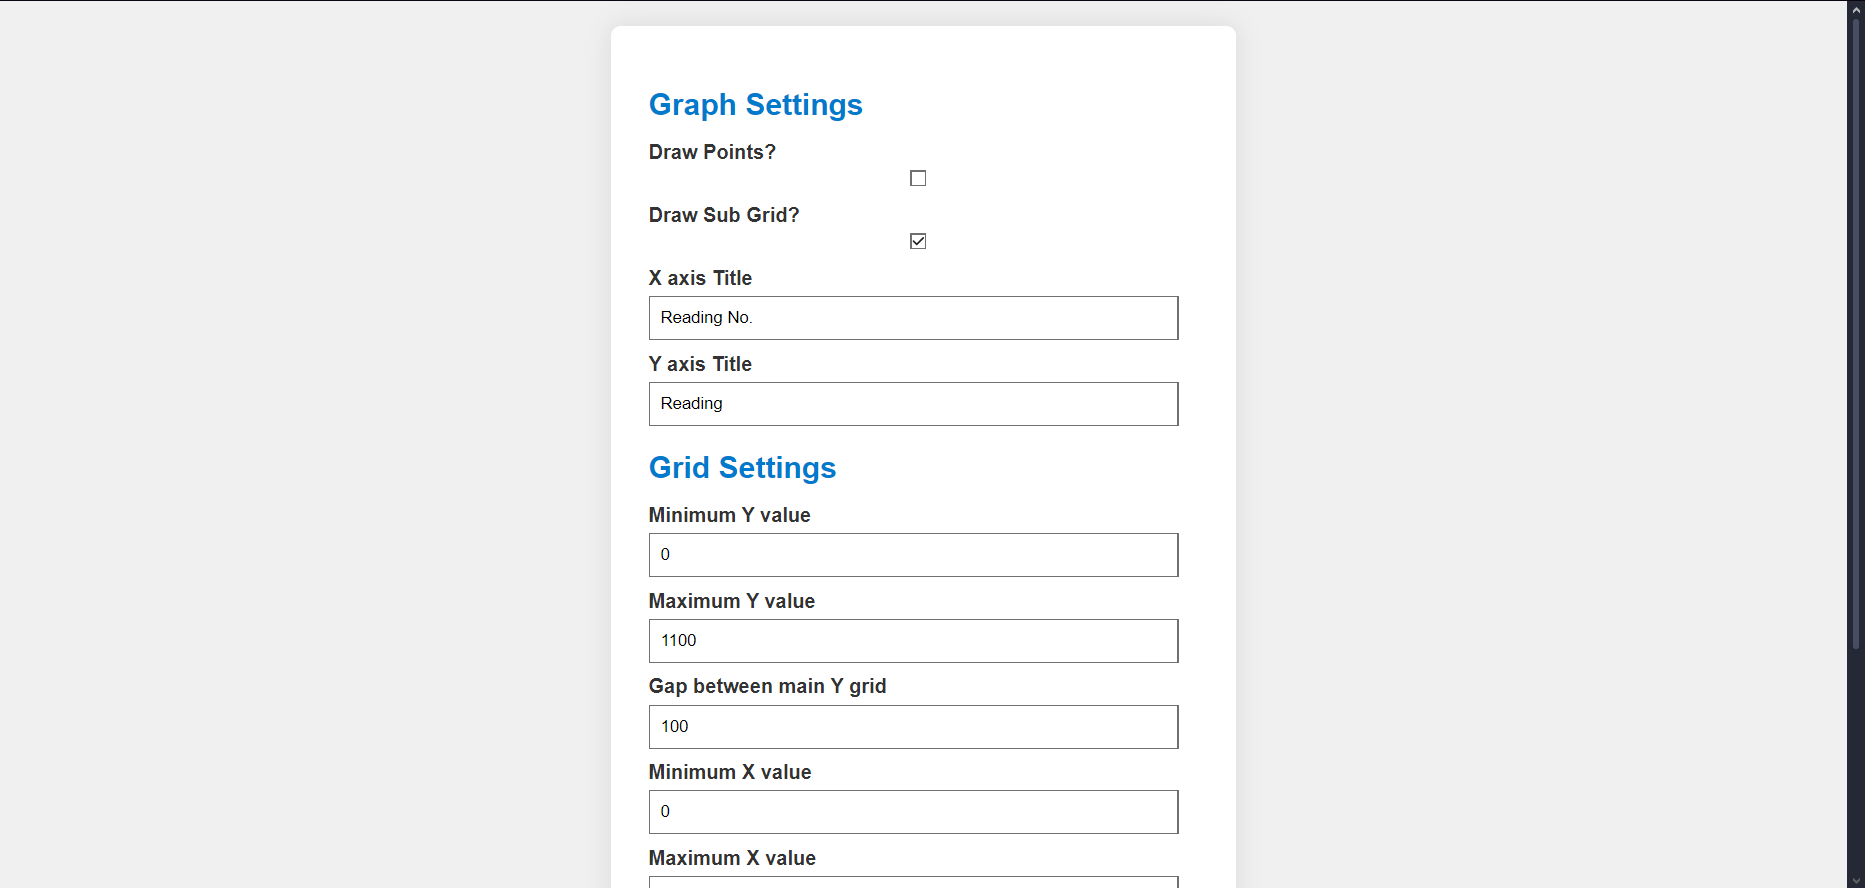 Graph Settings
Draw Points?
Draw Sub Grid?
X axis Title
Reading No.
Y axis Title
Reading
Grid Settings
Minimum Y value
0
Maximum Y value
1100
Gap between main Y grid
100
Minimum X value
0
Maximum X value